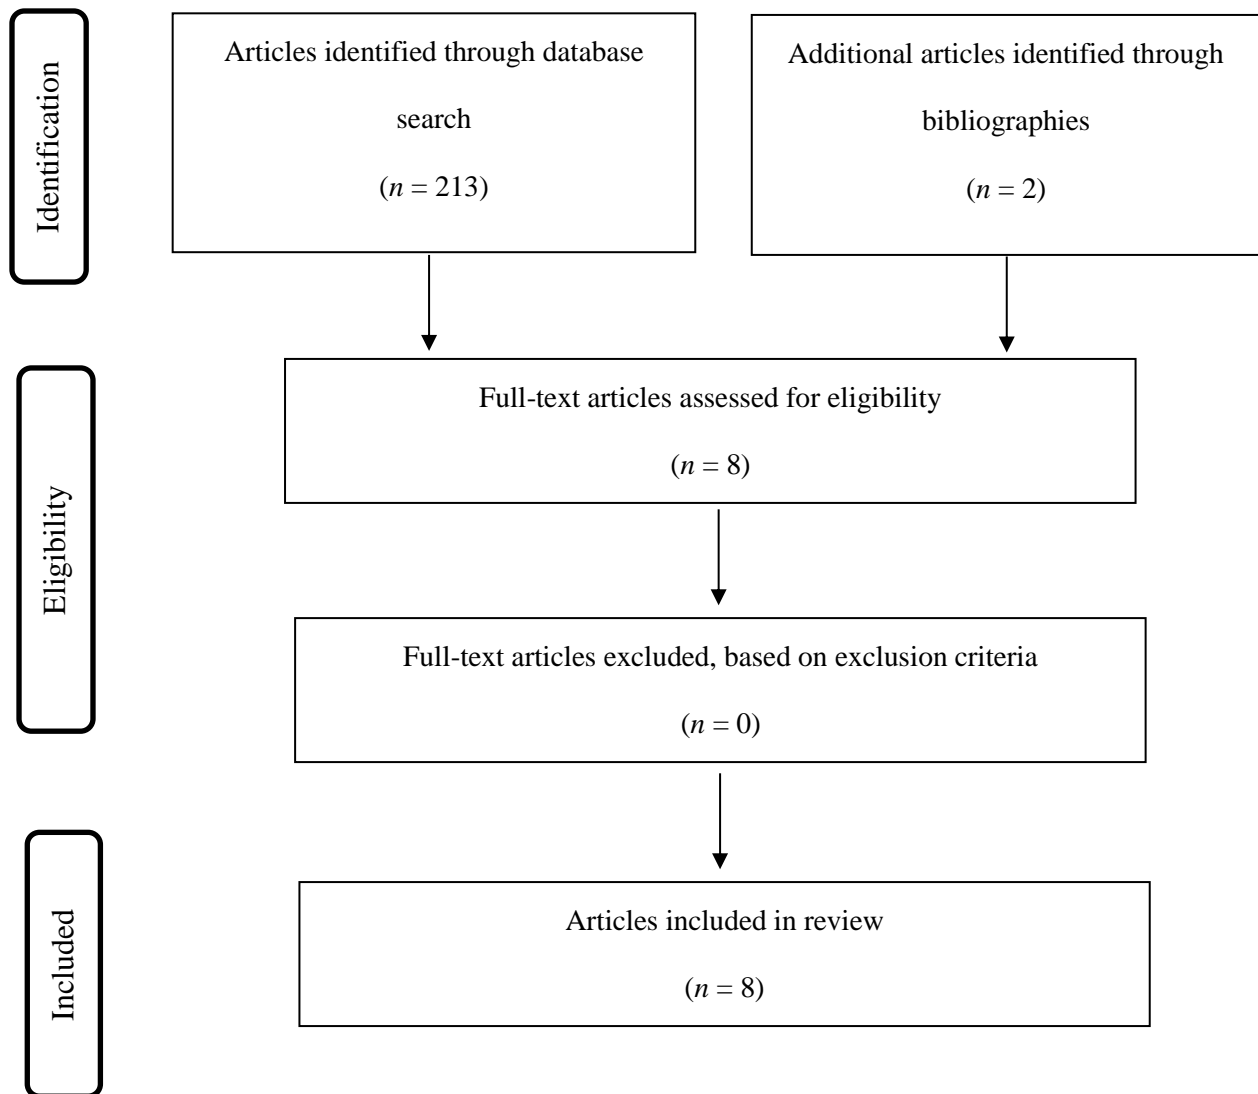 Identification
Articles identified through database
search
(n = 213)
Additional articles identified through
bibliographies
(n = 2)
Eligibility
Full-text articles assessed for eligibility
(n = 8)
Full-text articles excluded, based on exclusion criteria
(n = 0)
Included
Articles included in review
(n = 8)